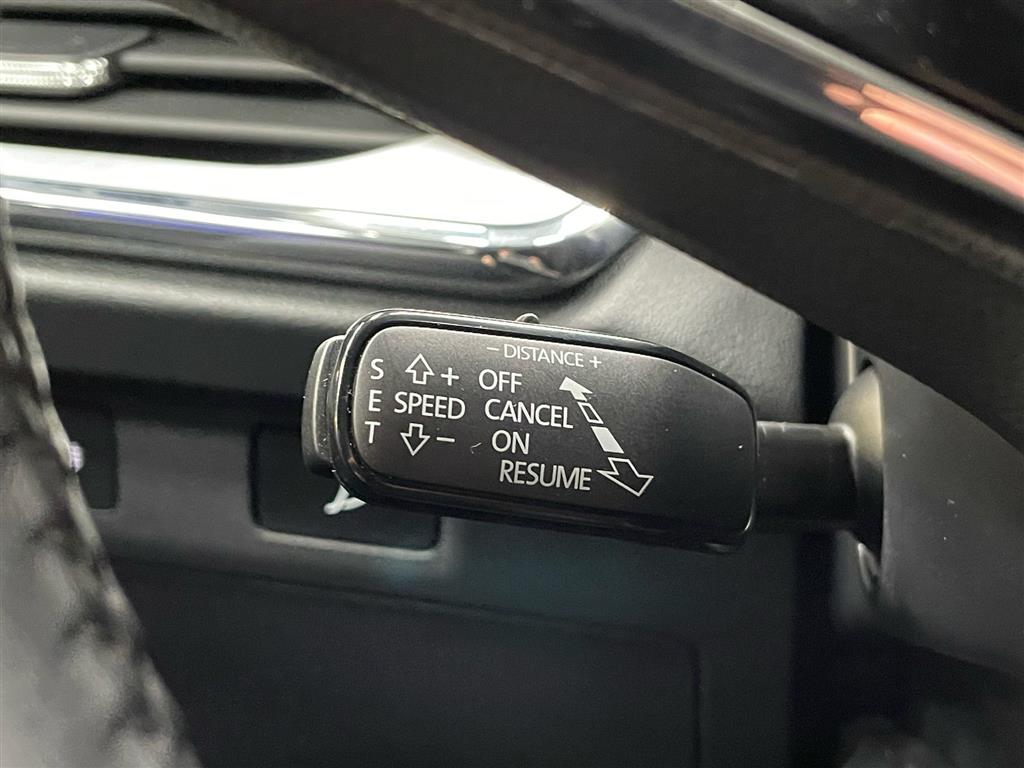 − DISTANCE +
S + OFF
E SPEED CANCEL
T − ON
RESUME